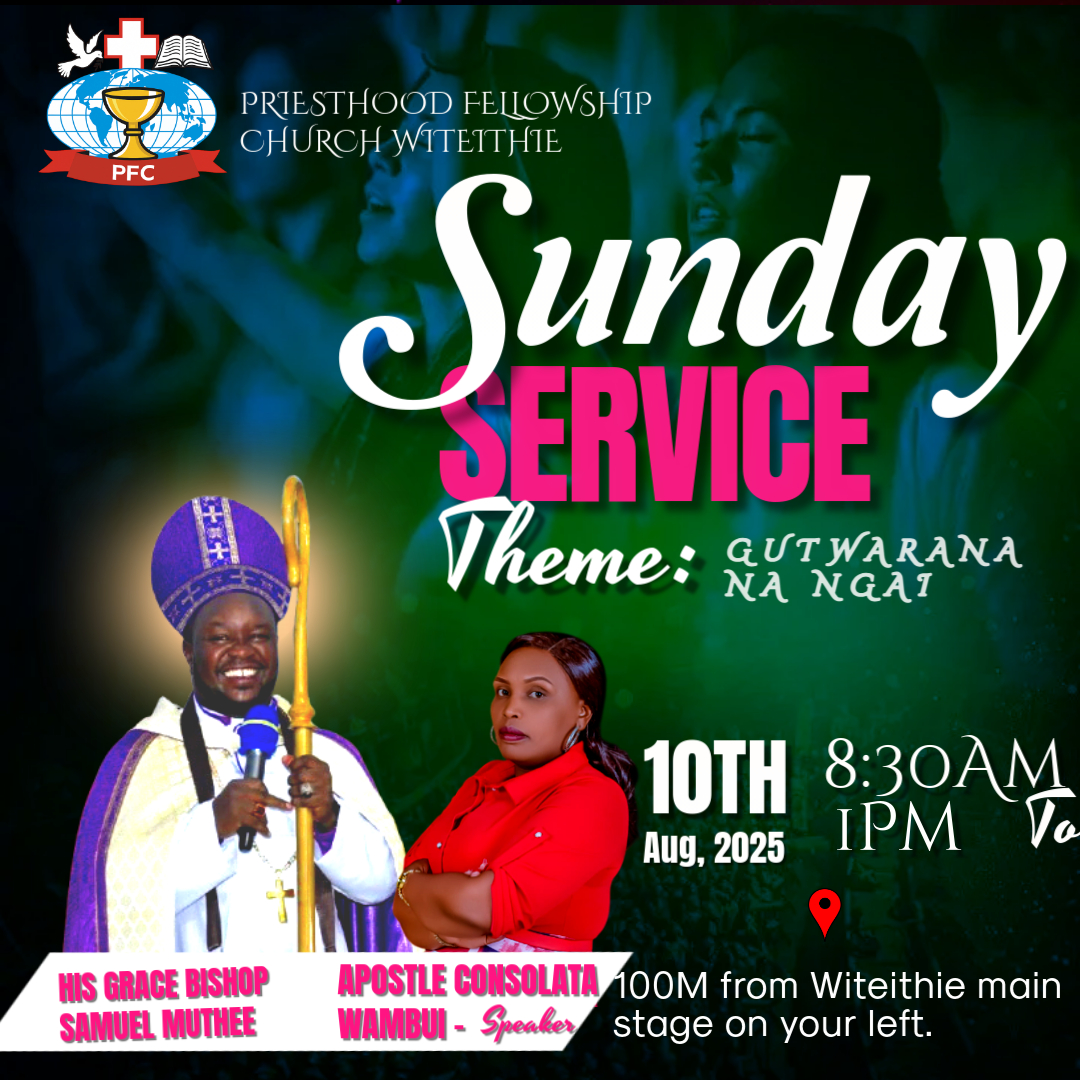 PFC
PRIESTHOOD FELLOWSHIP
CHURCH WITEITHIE
Sunday
SERVICE
Theme: GUTWARANA
NA NGAI
10TH
Aug, 2025
8:30AM
To
1PM
HIS GRACE BISHOP
SAMUEL MUTHEE
APOSTLE CONSOLATA
WAMBUI - Speaker
100M from Witeithie main
stage on your left.